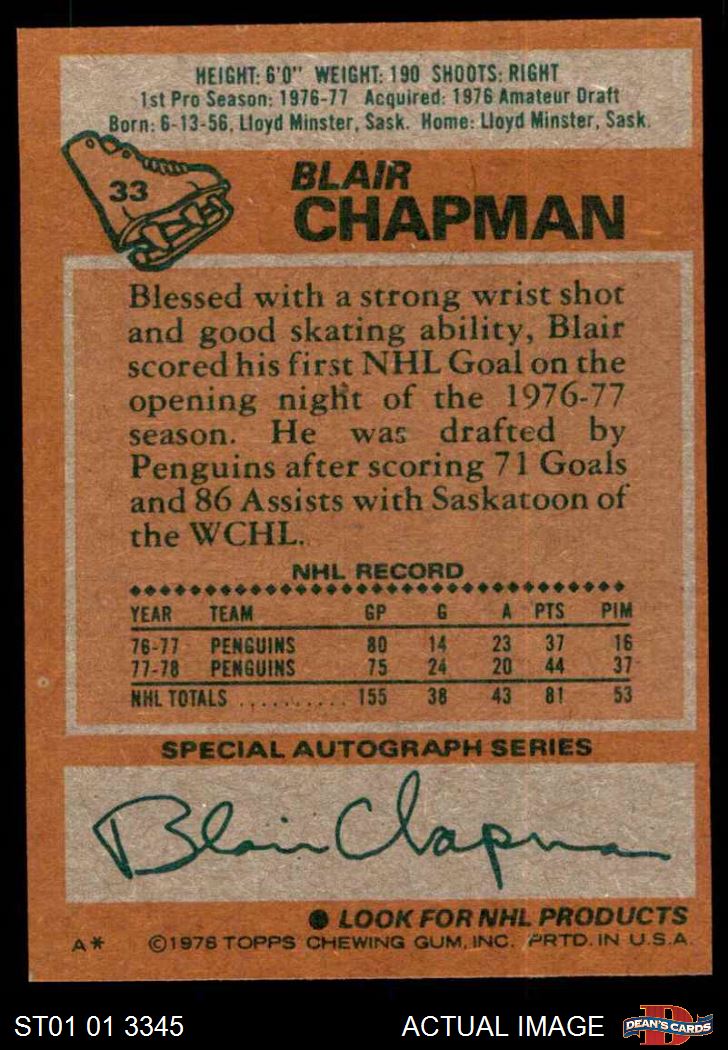 HEIGHT: 6'0" WEIGHT: 190 SHOOTS: RIGHT
1st Pro Season: 1976-77 Acquired: 1976 Amateur Draft
Born: 6-13-56, Lloyd Minster, Sask. Home: Lloyd Minster, Sask.
33
BLAIR
CHAPMAN
Blessed with a strong wrist shot
and good skating ability, Blair
scored his first NHL Goal on the
opening night of the 1976-77
season. He was drafted by
Penguins after scoring 71 Goals
and 86 Assists with Saskatoon of
the WCHL.
NHL RECORD
YEAR TEAM GP G A PTS PIM
76-77 PENGUINS 80 14 23 37 16
77-78 PENGUINS 75 24 20 44 37
NHL TOTALS ........... 155 38 43 81 53
SPECIAL AUTOGRAPH SERIES
Blair Chapman
● LOOK FOR NHL PRODUCTS
A* ©1978 TOPPS CHEWING GUM, INC. PRTD. IN U.S.A.
ST01 01 3345 ACTUAL IMAGE DEAN'S CARDS